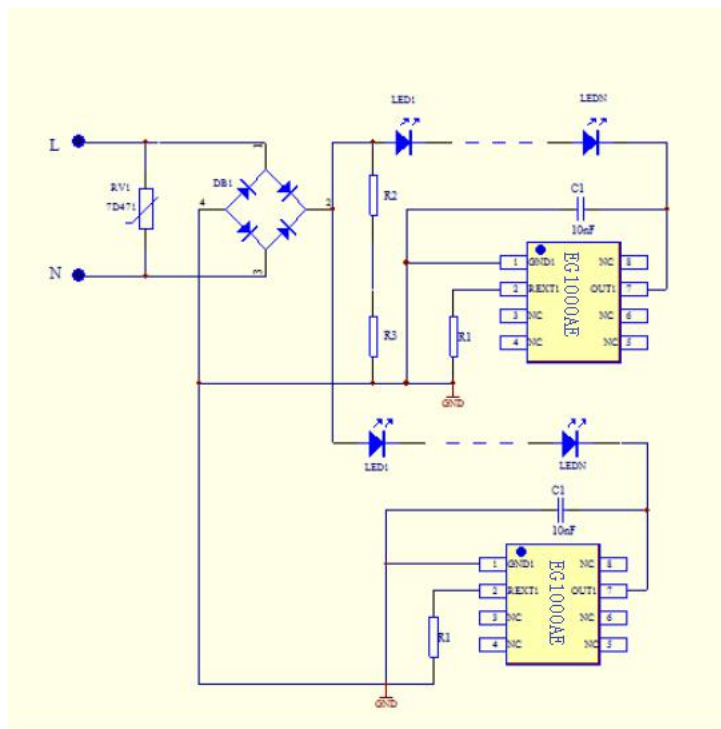 LED1
LEDN
L
RV1
7D471
DB1
1
4
2
3
R2
C1
10nF
EG1000AE
1 GND1
2 REXT1
3 NC
4 NC
NC 8
OUT1 7
NC 6
NC 5
N
R3
R1
GND
LED1
LEDN
C1
10nF
EG1000AE
1 GND1
2 REXT1
3 NC
4 NC
NC 8
OUT1 7
NC 6
NC 5
R1
GND